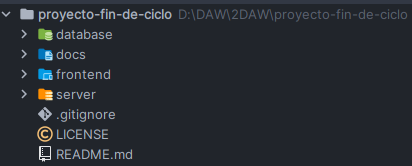 proyecto-fin-de-ciclo D:\DAW\2DAW\proyecto-fin-de-ciclo
database
docs
frontend
server
.gitignore
LICENSE
README.md